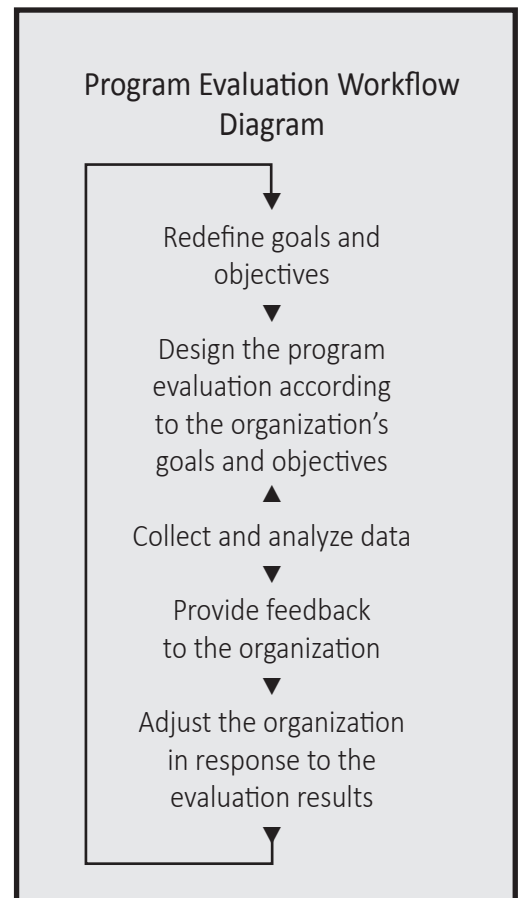 Program Evaluation Workflow
Diagram
Redefine goals and
objectives
Design the program
evaluation according
to the organization’s
goals and objectives
Collect and analyze data
Provide feedback
to the organization
Adjust the organization
in response to the
evaluation results